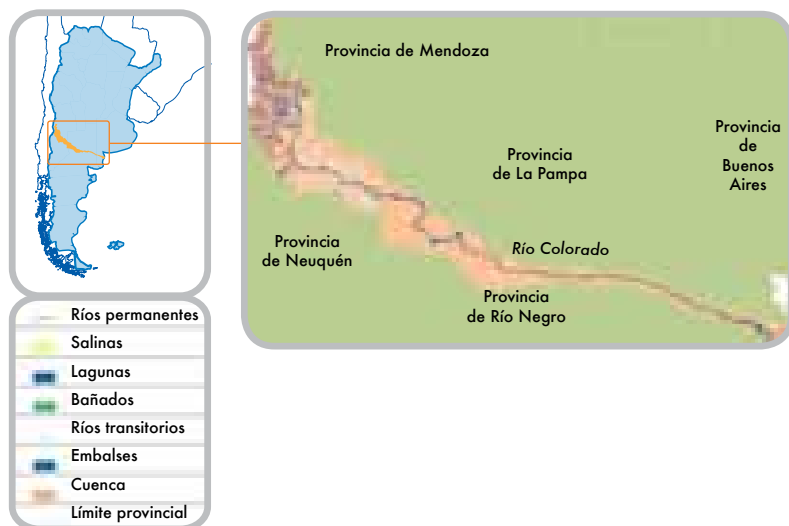 Provincia de Mendoza
Provincia
de La Pampa
Provincia
de
Buenos
Aires
Provincia
de Neuquén
Río Colorado
Provincia
de Río Negro
Ríos permanentes
Salinas
Lagunas
Bañados
Ríos transitorios
Embalses
Cuenca
Límite provincial